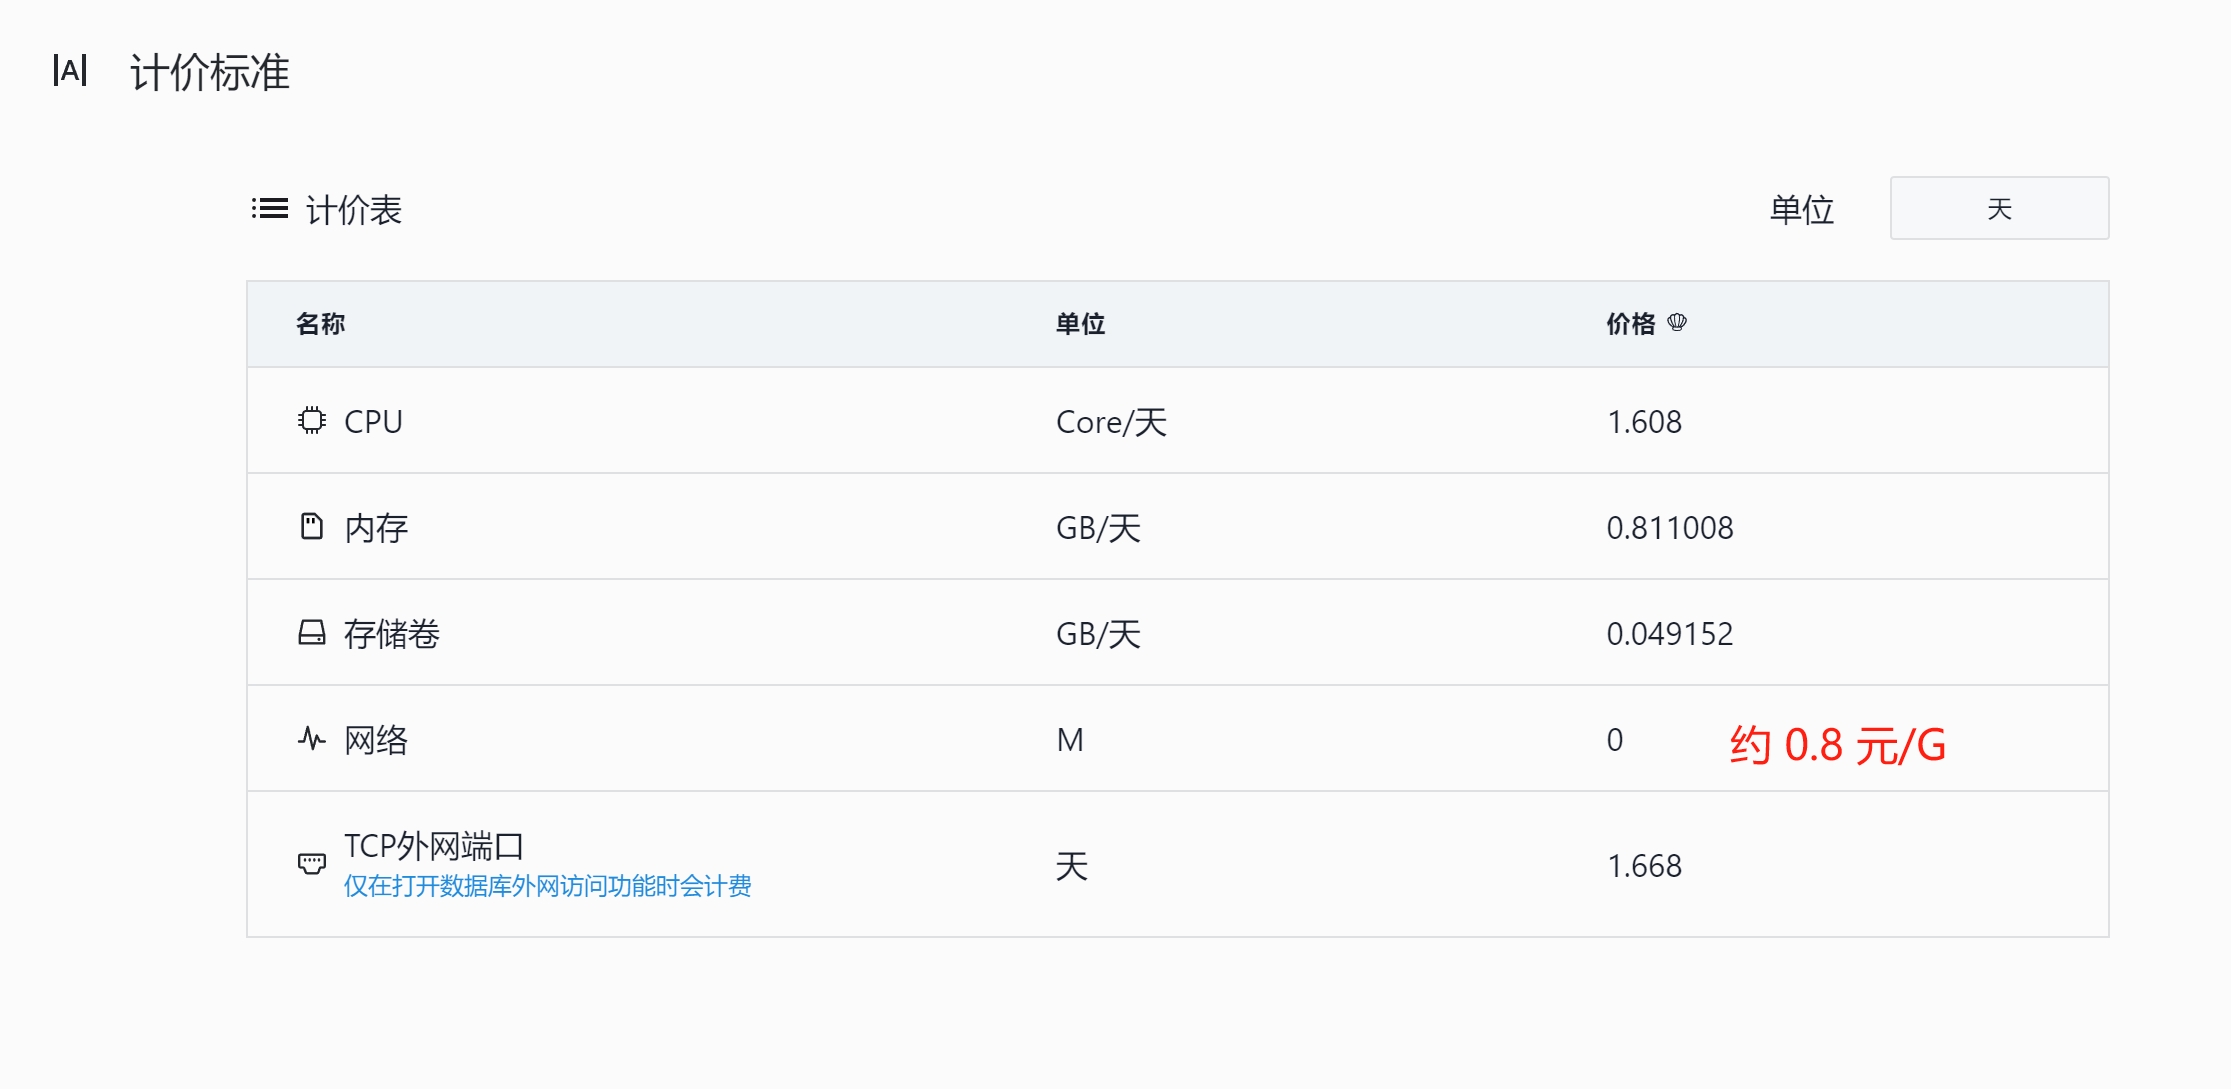 |A| 计价标准
计价表 单位 天
名称 单位 价格
CPU Core/天 1.608
内存 GB/天 0.811008
存储卷 GB/天 0.049152
网络 M 0 约 0.8 元/G
TCP外网端口 天 1.668
仅在打开数据库外网访问功能时会计费